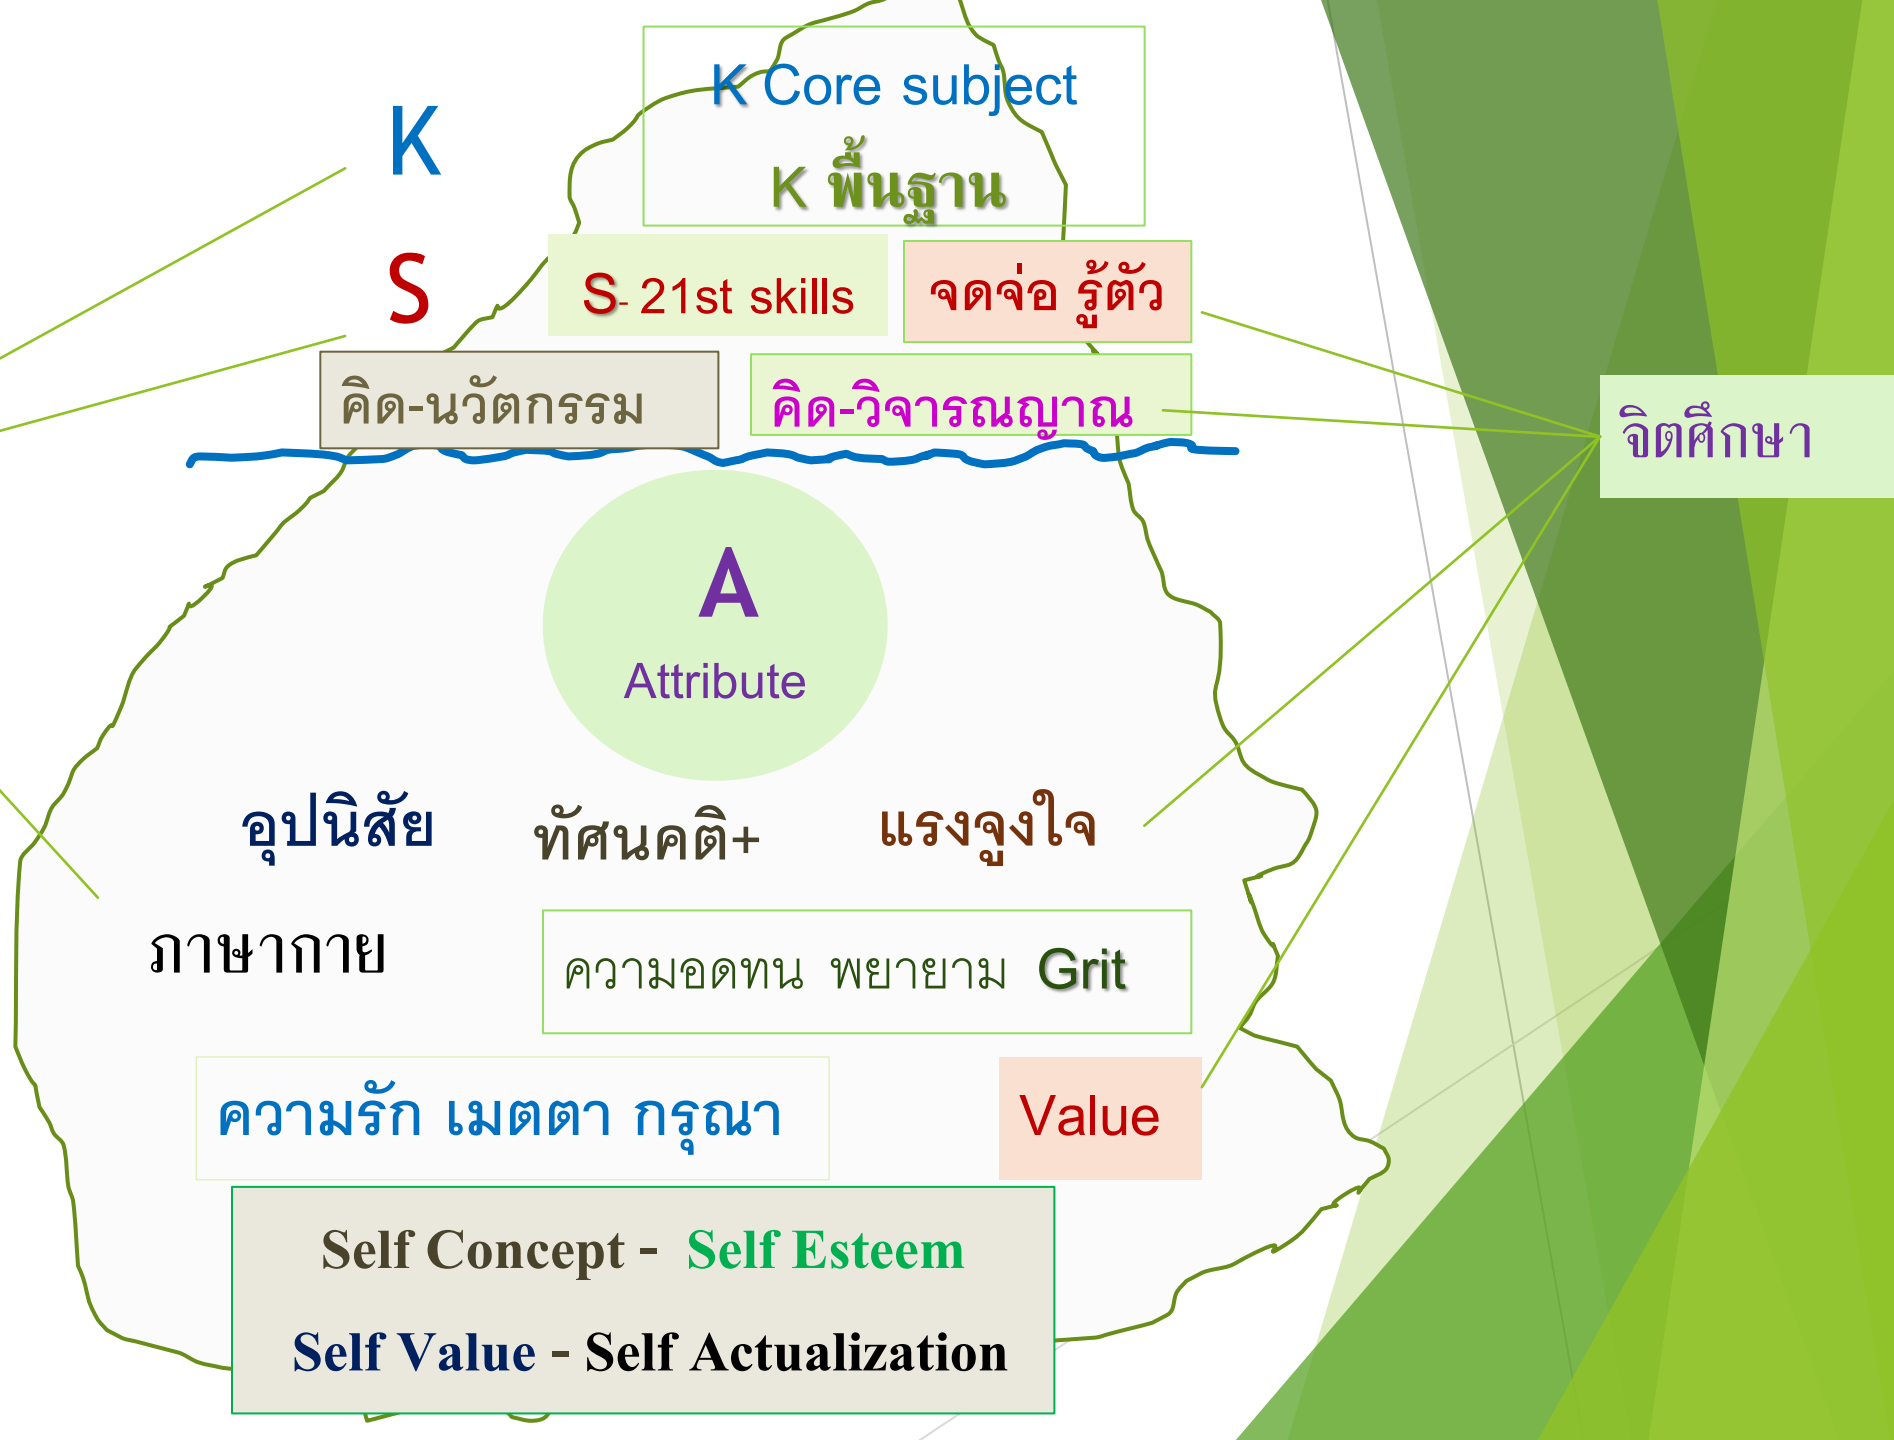 K
K Core subject
K พื้นฐาน
S
S- 21st skills
จดจ่อ รู้ตัว
คิด-นวัตกรรม
คิด-วิจารณญาณ
จิตศึกษา
A
Attribute
อุปนิสัย
ทัศนคติ+
แรงจูงใจ
ภาษากาย
ความอดทน พยายาม Grit
ความรัก เมตตา กรุณา
Value
Self Concept - Self Esteem
Self Value - Self Actualization